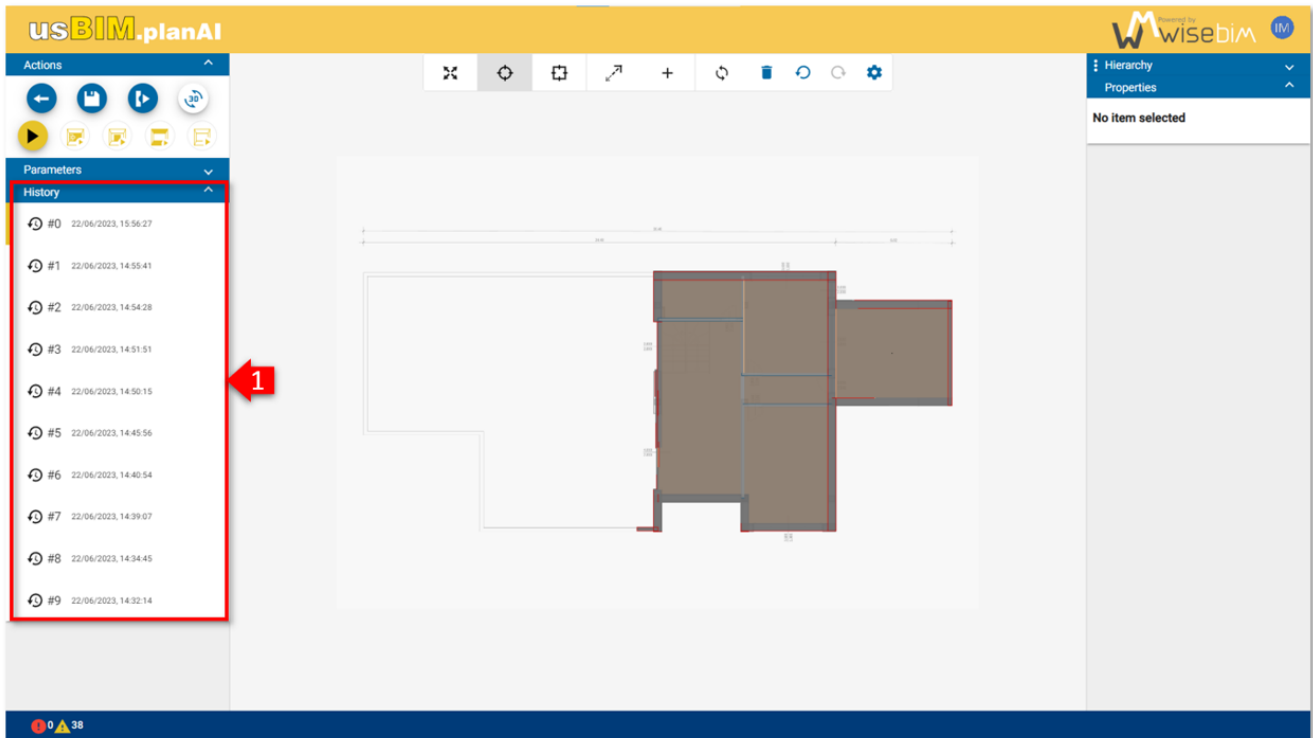 usBIM.planAI
Powered by
wisebim
IM
Actions
30
Parameters
History
#0 22/06/2023, 15:56:27
#1 22/06/2023, 14:55:41
#2 22/06/2023, 14:54:28
#3 22/06/2023, 14:51:51
#4 22/06/2023, 14:50:15
#5 22/06/2023, 14:45:56
#6 22/06/2023, 14:40:54
#7 22/06/2023, 14:39:07
#8 22/06/2023, 14:34:45
#9 22/06/2023, 14:32:14
1
Hierarchy
Properties
No item selected
0 38